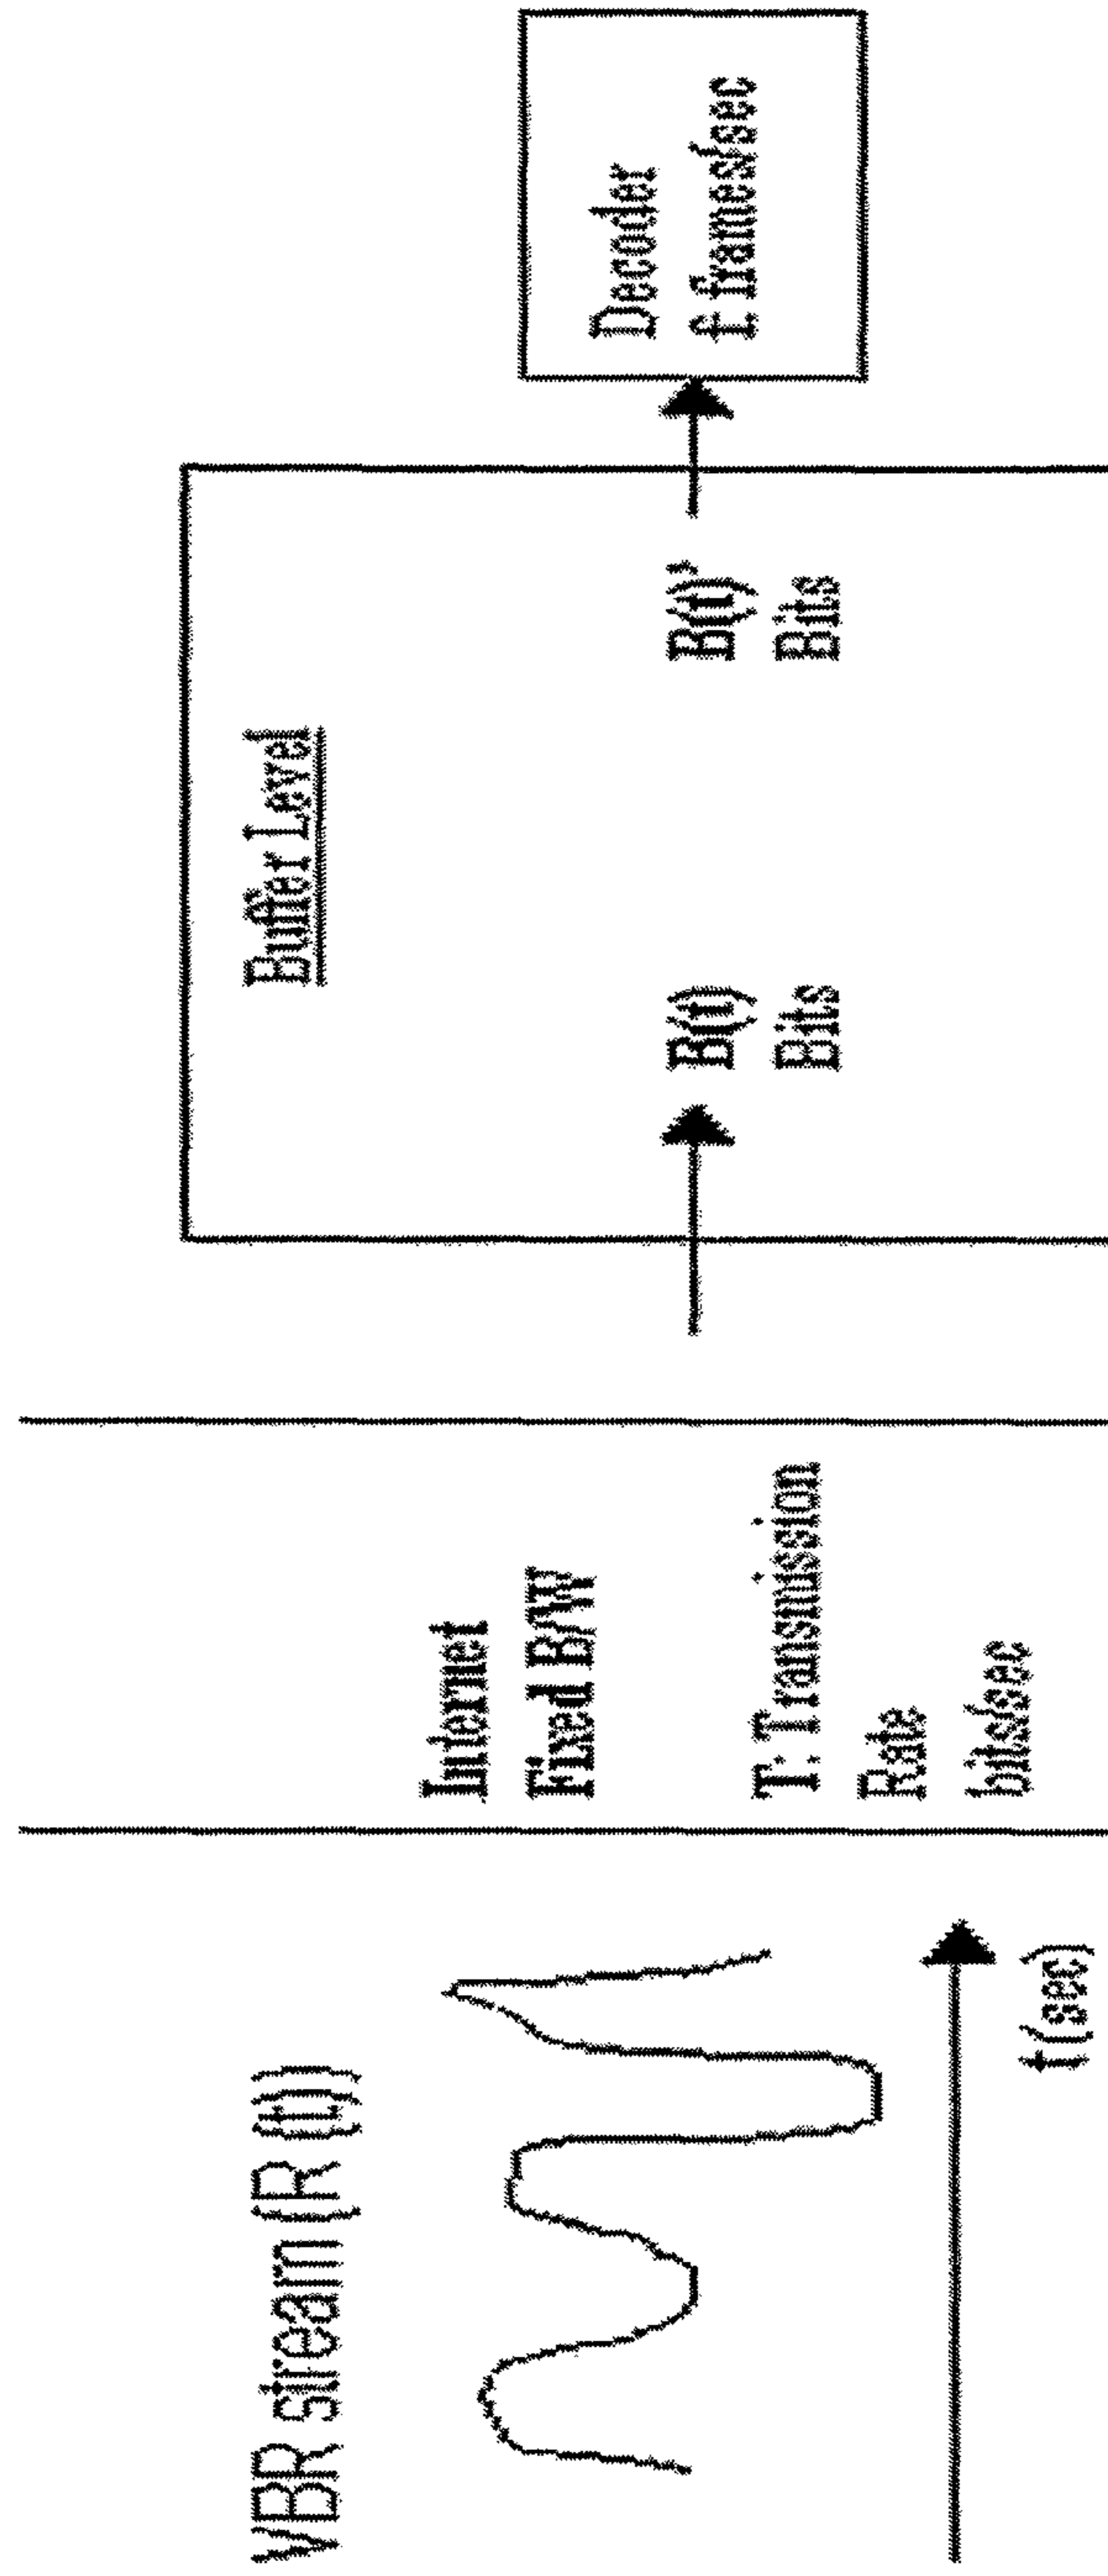 VBR stream (R (t))
t (sec)
Internet
Fixed B/W
T: Transmission
Rate
bits/sec
Buffer Level
B(t)
Bits
B(t)'
Bits
Decoder
f frames/sec